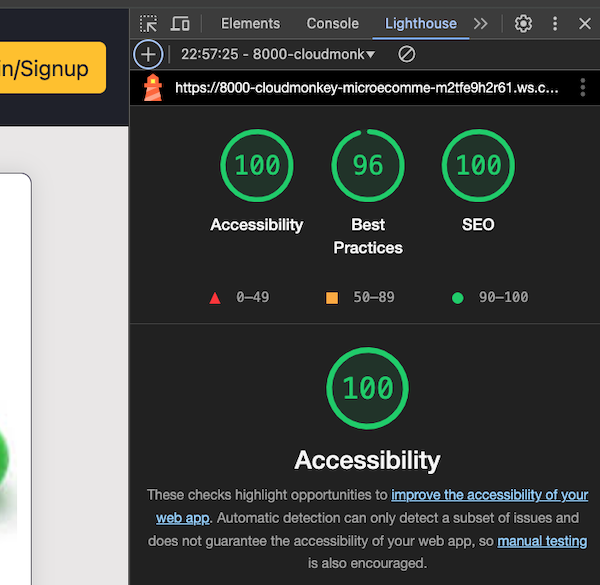 in/Signup
Elements Console Lighthouse
22:57:25 - 8000-cloudmonk
https://8000-cloudmonkey-microecomme-m2tfe9h2r61.ws.c...
100 96 100
Accessibility Best Practices SEO
0–49 50–89 90–100
100
Accessibility
These checks highlight opportunities to improve the accessibility of your
web app. Automatic detection can only detect a subset of issues and
does not guarantee the accessibility of your web app, so manual testing
is also encouraged.